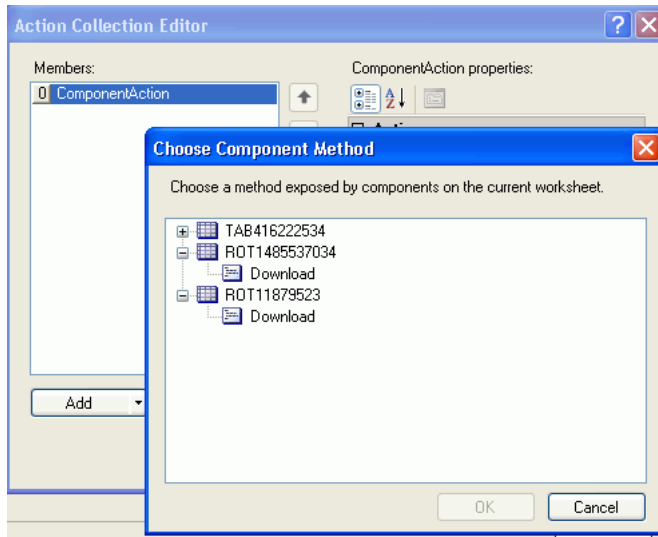 Action Collection Editor
Members:
ComponentAction properties:
0 ComponentAction
Choose Component Method
Choose a method exposed by components on the current worksheet.
TAB416222534
ROT1485537034
Download
ROT11879523
Download
Add
OK
Cancel